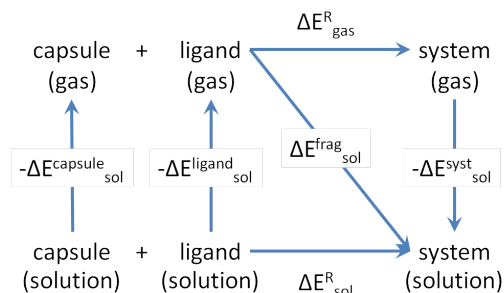 ΔE^R_gas
capsule + ligand system
(gas) (gas) (gas)
-ΔE^capsule_sol -ΔE^ligand_sol ΔE^frag_sol -ΔE^syst_sol
capsule + ligand system
(solution) (solution) (solution)
ΔE^R_sol